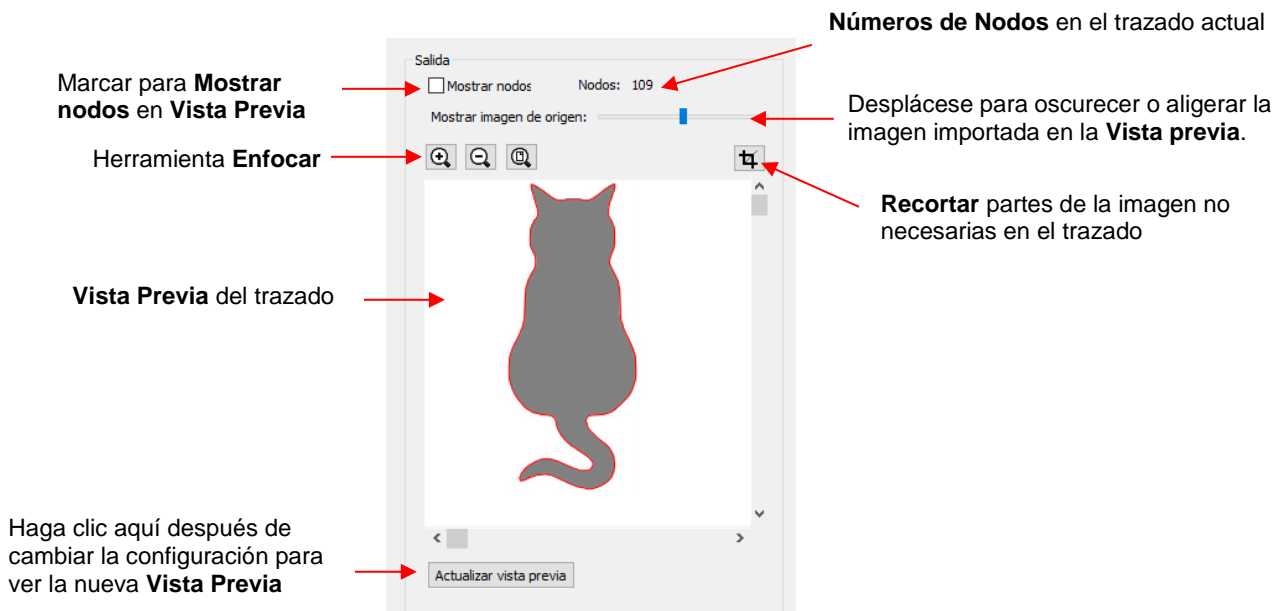 Números de Nodos en el trazado actual
Salida
Marcar para Mostrar
nodos en Vista Previa
Mostrar nodos
Nodos: 109
Mostrar imagen de origen:
Desplácese para oscurecer o aligerar la
imagen importada en la Vista previa.
Herramienta Enfocar
Recortar partes de la imagen no
necesarias en el trazado
Vista Previa del trazado
Haga clic aquí después de
cambiar la configuración para
ver la nueva Vista Previa
Actualizar vista previa